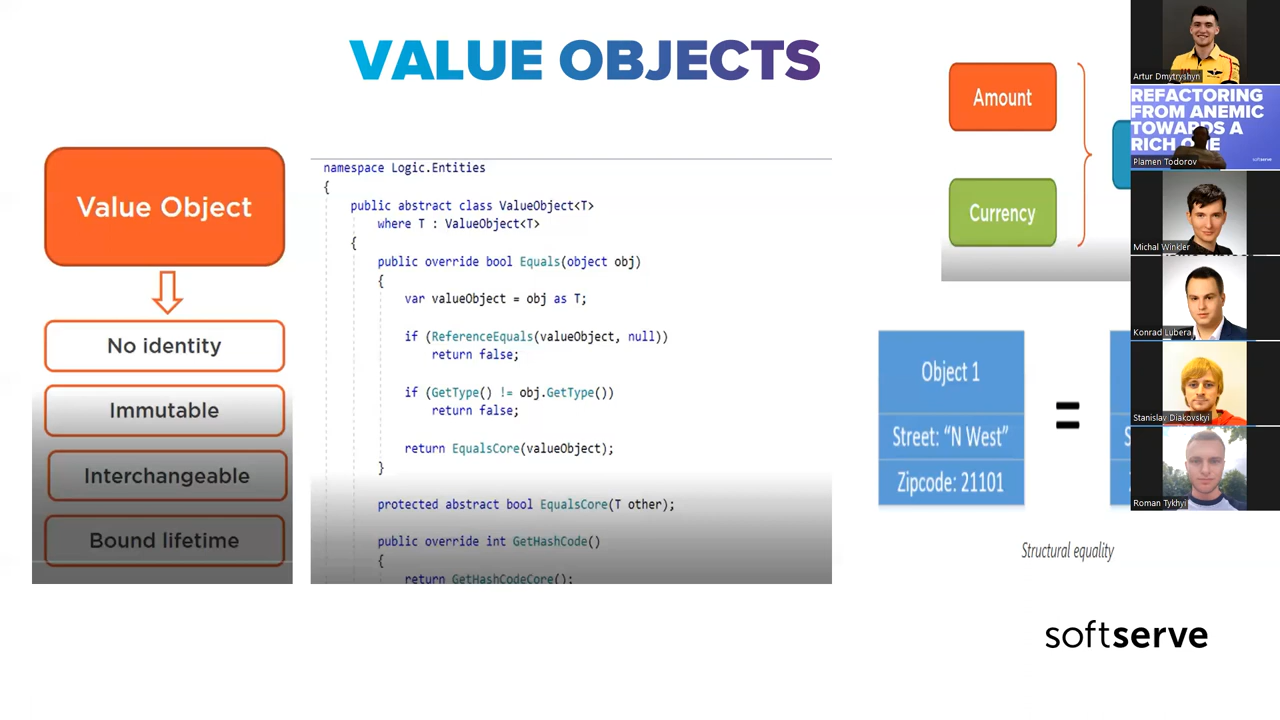 VALUE OBJECTS
Value Object
No identity
Immutable
Interchangeable
Bound lifetime
namespace Logic.Entities
{
public abstract class ValueObject<T>
where T : ValueObject<T>
{
public override bool Equals(object obj)
{
var valueObject = obj as T;
if (ReferenceEquals(valueObject, null))
return false;
if (GetType() != obj.GetType())
return false;
return EqualsCore(valueObject);
}
protected abstract bool EqualsCore(T other);
public override int GetHashCode()
{
return GetHashCodeCore();
Amount
Currency
Object 1
Street: "N West"
Zipcode: 21101
=
Structural equality
softserve
Artur Dmytryshyn
REFACTORING
FROM ANEMIC
TOWARDS A
RICH ONE
softserve
Plamen Todorov
Michal Winkler
Konrad Lubera
Stanislav Diakovskyi
Roman Tykhyi